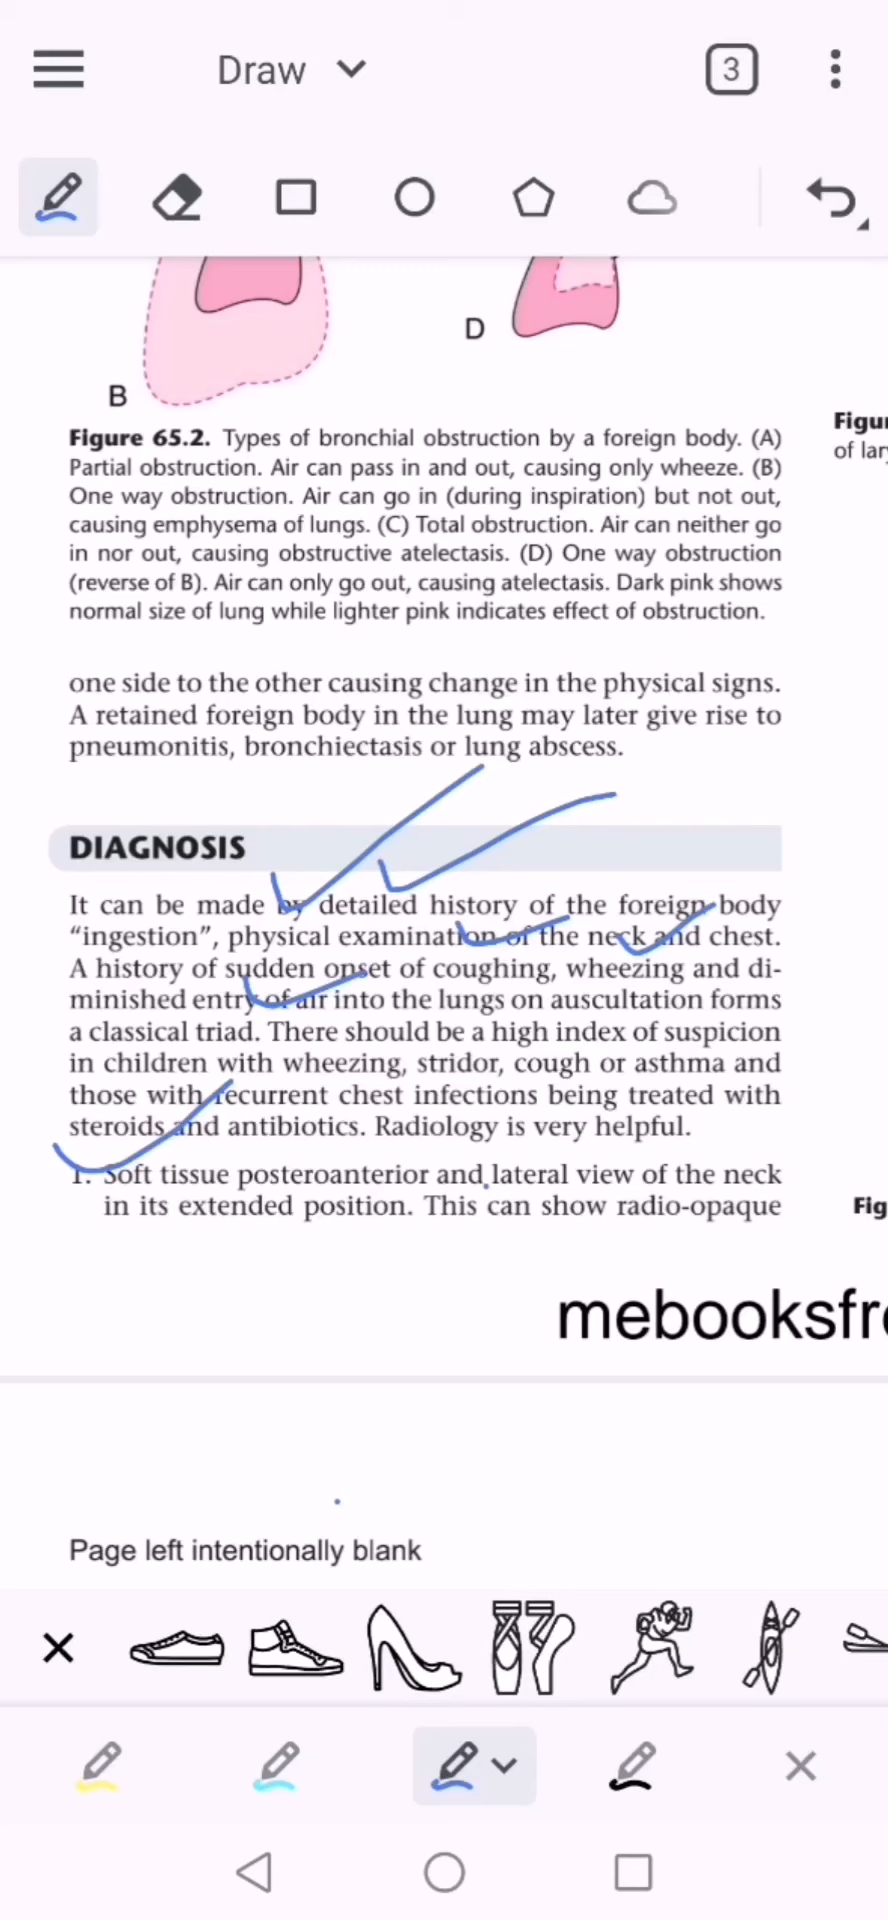 Draw
3
D
B
Figure 65.2. Types of bronchial obstruction by a foreign body. (A)
Partial obstruction. Air can pass in and out, causing only wheeze. (B)
One way obstruction. Air can go in (during inspiration) but not out,
causing emphysema of lungs. (C) Total obstruction. Air can neither go
in nor out, causing obstructive atelectasis. (D) One way obstruction
(reverse of B). Air can only go out, causing atelectasis. Dark pink shows
normal size of lung while lighter pink indicates effect of obstruction.
Figur
of lary
one side to the other causing change in the physical signs.
A retained foreign body in the lung may later give rise to
pneumonitis, bronchiectasis or lung abscess.
DIAGNOSIS
It can be made by detailed history of the foreign body
“ingestion”, physical examination of the neck and chest.
A history of sudden onset of coughing, wheezing and di-
minished entry of air into the lungs on auscultation forms
a classical triad. There should be a high index of suspicion
in children with wheezing, stridor, cough or asthma and
those with recurrent chest infections being treated with
steroids and antibiotics. Radiology is very helpful.
1. Soft tissue posteroanterior and lateral view of the neck
in its extended position. This can show radio-opaque
Fig
mebooksfre
Page left intentionally blank